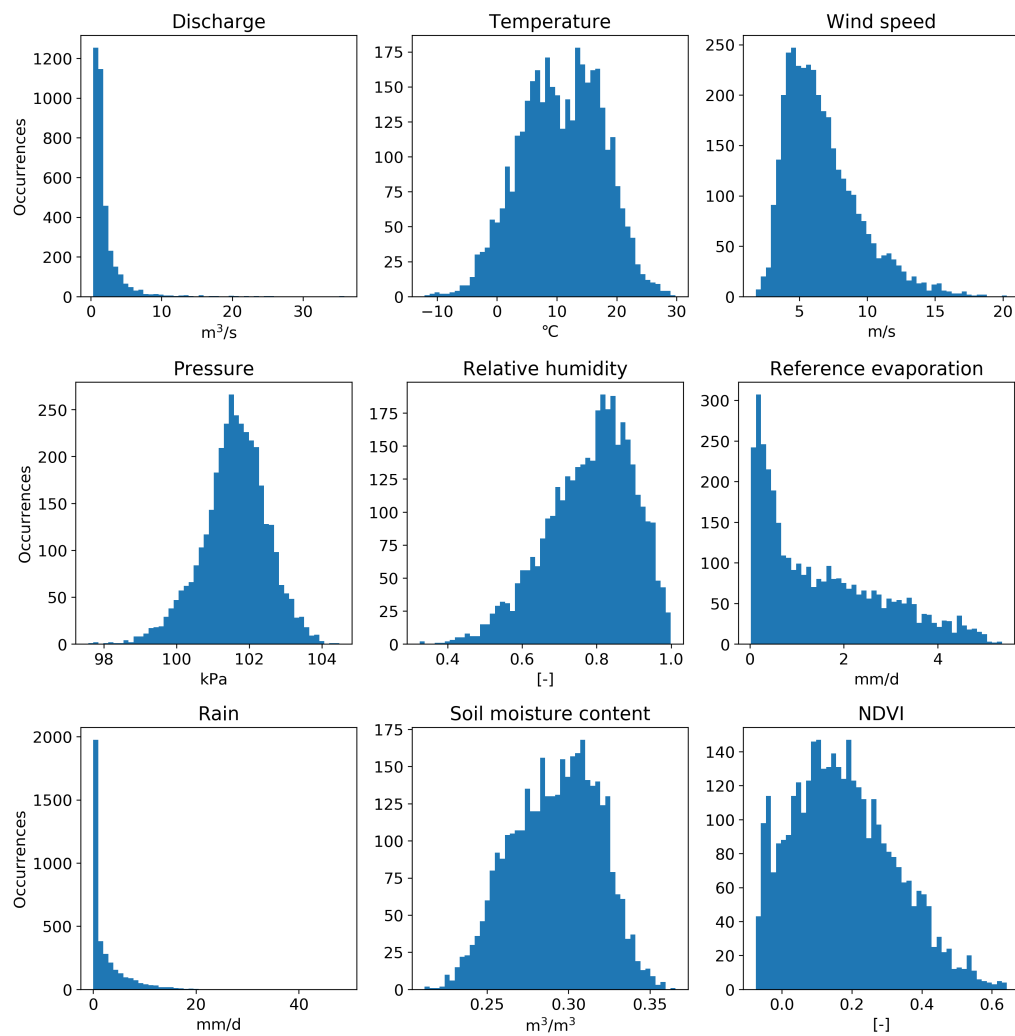 Discharge
Temperature
Wind speed
Occurrences
1200
1000
800
600
400
200
0
175
150
125
100
75
50
25
0
250
200
150
100
50
0
0 10 20 30
−10 0 10 20 30
5 10 15 20
m³/s
°C
m/s
Pressure
Relative humidity
Reference evaporation
Occurrences
250
200
150
100
50
0
175
150
125
100
75
50
25
0
300
250
200
150
100
50
0
98 100 102 104
0.4 0.6 0.8 1.0
0 2 4
kPa
[-]
mm/d
Rain
Soil moisture content
NDVI
Occurrences
2000
1500
1000
500
0
175
150
125
100
75
50
25
0
140
120
100
80
60
40
20
0
0 20 40
0.25 0.30 0.35
0.0 0.2 0.4 0.6
mm/d
m³/m³
[-]